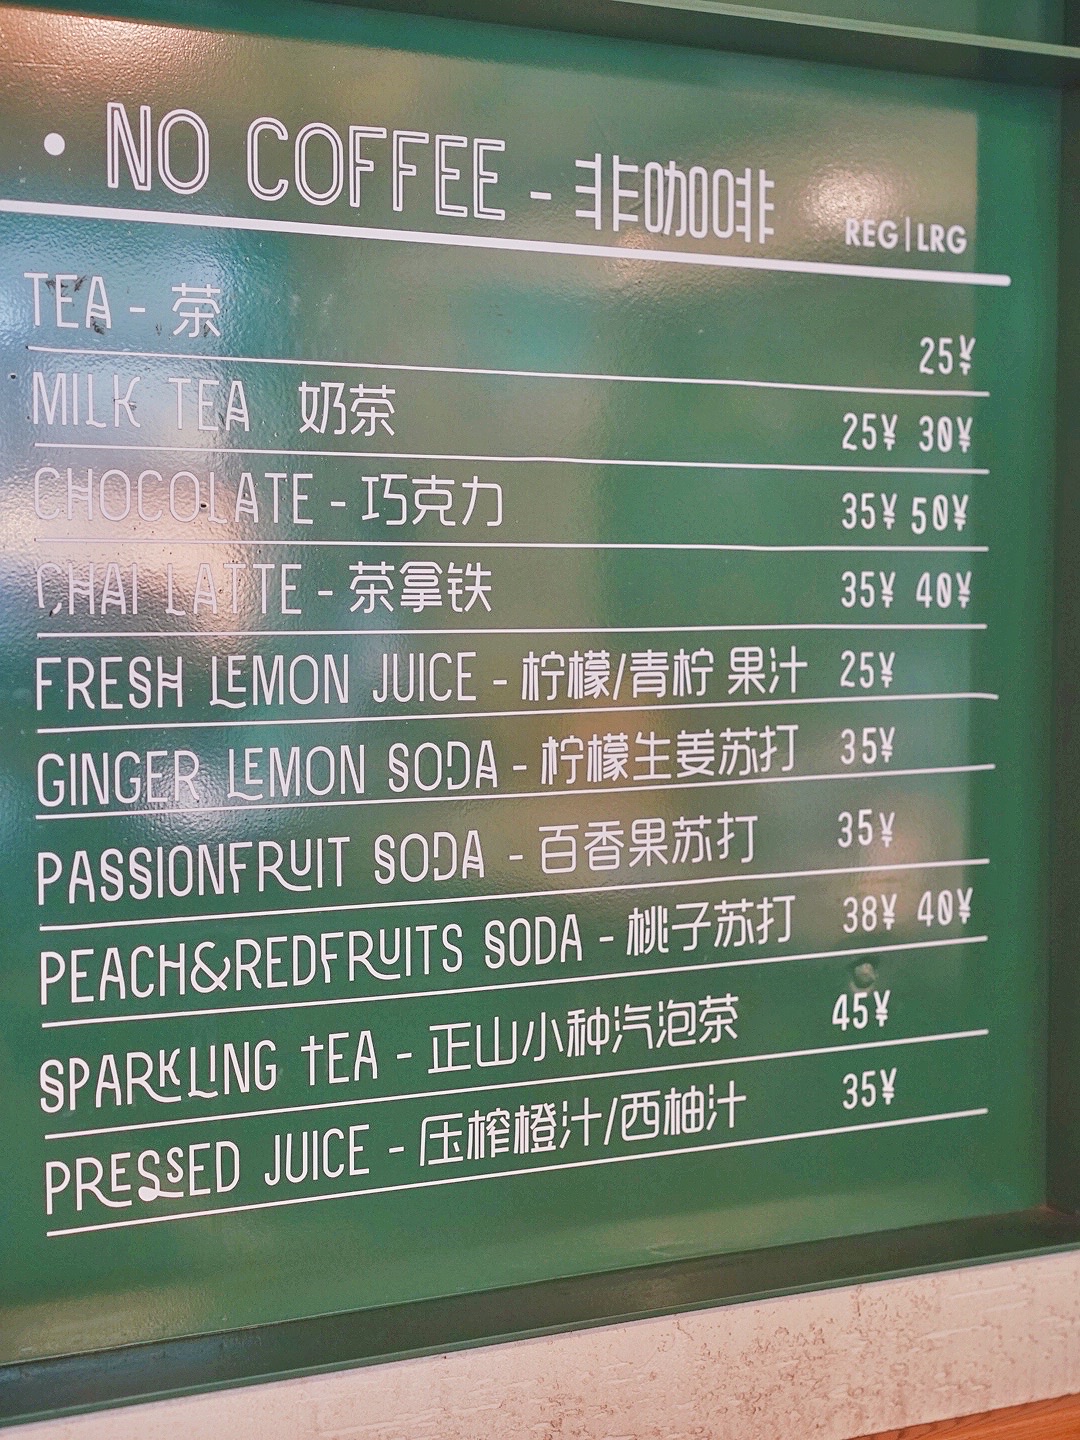 • NO COFFEE - 非咖啡 REG|LRG
TEA - 茶 25¥
MILK TEA 奶茶 25¥ 30¥
CHOCOLATE - 巧克力 35¥ 50¥
CHAI LATTE - 茶拿铁 35¥ 40¥
FRESH LEMON JUICE - 柠檬/青柠 果汁 25¥
GINGER LEMON SODA - 柠檬生姜苏打 35¥
PASSIONFRUIT SODA - 百香果苏打 35¥
PEACH&REDFRUITS SODA - 桃子苏打 38¥ 40¥
SPARKLING TEA - 正山小种汽泡茶 45¥
PRESSED JUICE - 压榨橙汁/西柚汁 35¥